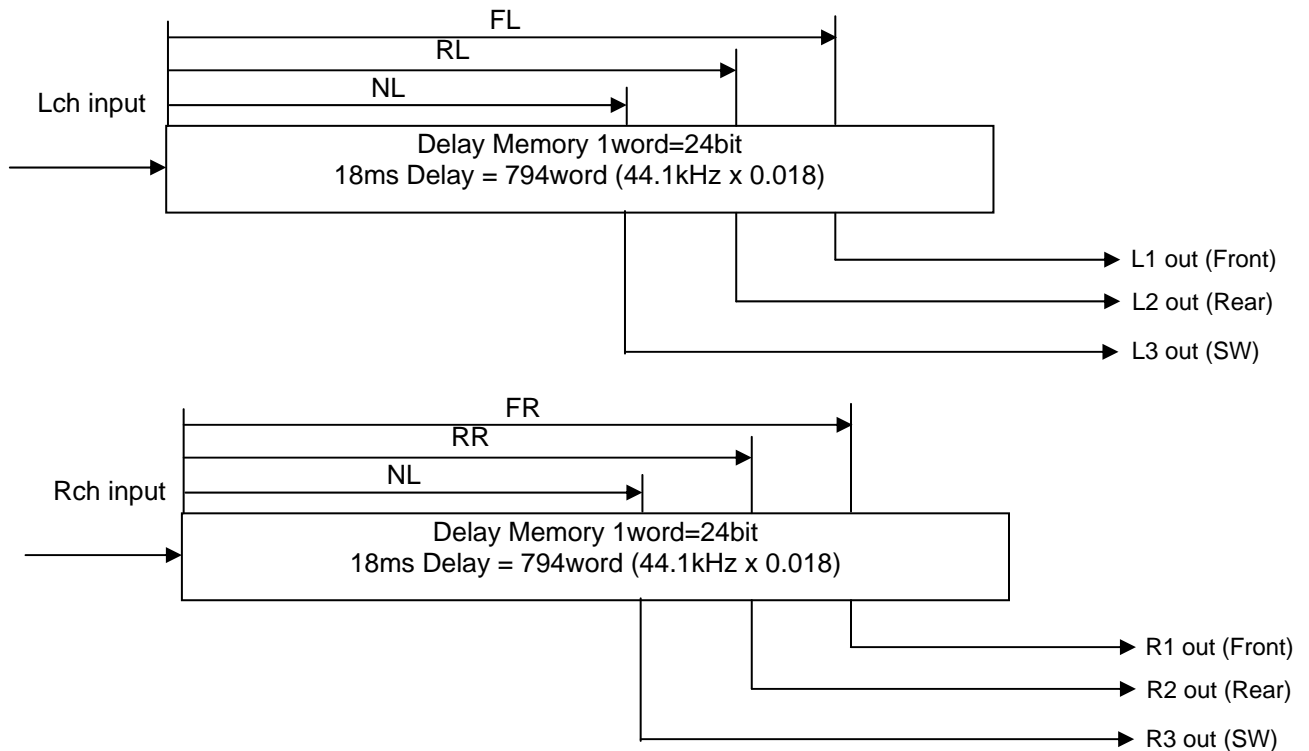 FL
RL
NL
Lch input
Delay Memory 1word=24bit
18ms Delay = 794word (44.1kHz x 0.018)
L1 out (Front)
L2 out (Rear)
L3 out (SW)
FR
RR
NL
Rch input
Delay Memory 1word=24bit
18ms Delay = 794word (44.1kHz x 0.018)
R1 out (Front)
R2 out (Rear)
R3 out (SW)